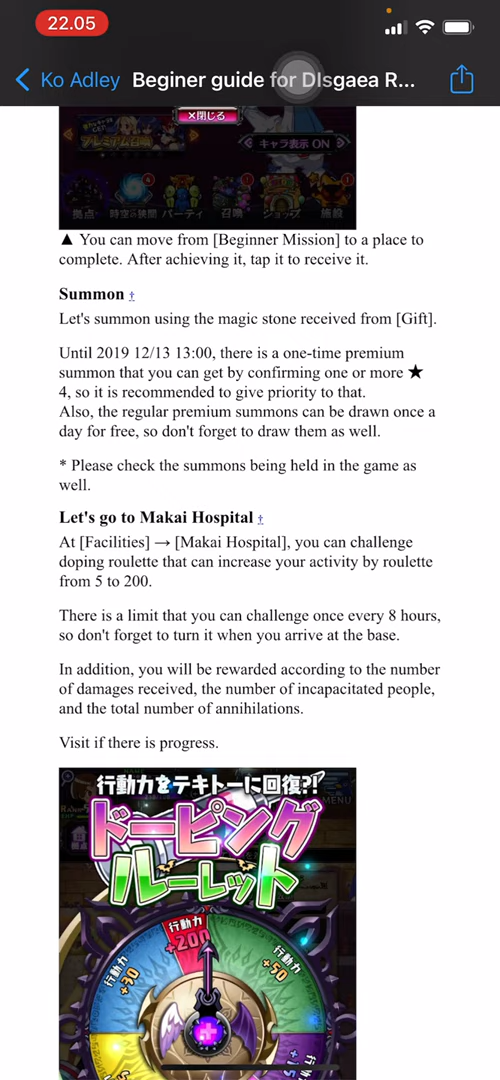 22.05
Ko Adley
Beginer guide for DIsgaea R...
×閉じる
プレミアム召喚
キャラ表示 ON
拠点
時空の狭間
パーティ
召喚
ショップ
施設
▲ You can move from [Beginner Mission] to a place to
complete. After achieving it, tap it to receive it.
Summon †
Let's summon using the magic stone received from [Gift].
Until 2019 12/13 13:00, there is a one-time premium
summon that you can get by confirming one or more ★
4, so it is recommended to give priority to that.
Also, the regular premium summons can be drawn once a
day for free, so don't forget to draw them as well.
* Please check the summons being held in the game as
well.
Let's go to Makai Hospital †
At [Facilities] → [Makai Hospital], you can challenge
doping roulette that can increase your activity by roulette
from 5 to 200.
There is a limit that you can challenge once every 8 hours,
so don't forget to turn it when you arrive at the base.
In addition, you will be rewarded according to the number
of damages received, the number of incapacitated people,
and the total number of annihilations.
Visit if there is progress.
行動力をテキトーに回復?!
MENU
ドーピング
ルーレット
拠点
行動力
+200
行動力
+30
行動力
+50